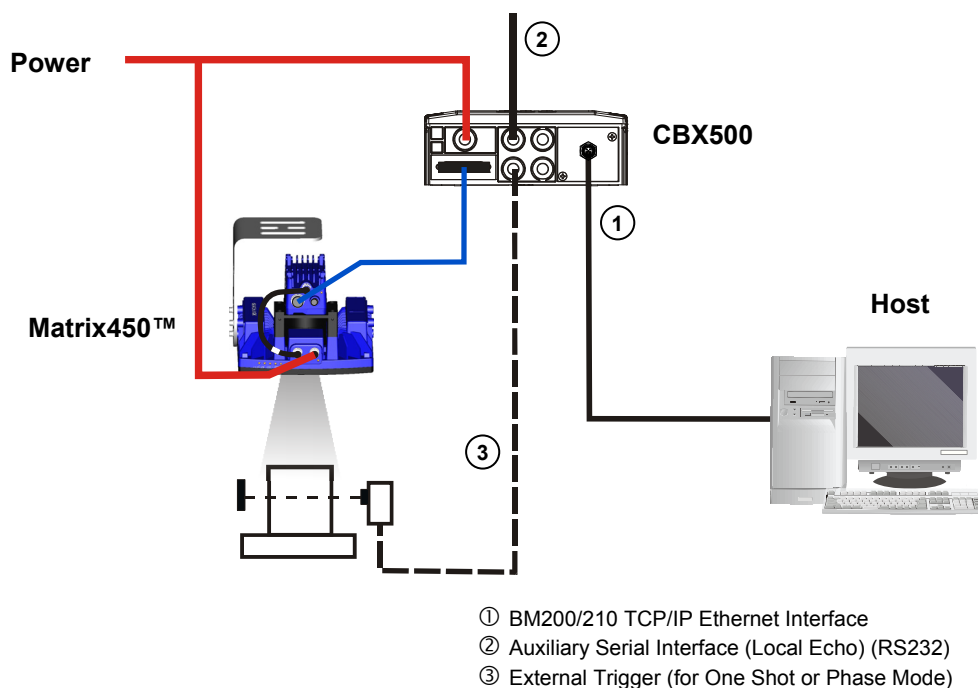 Power
②
CBX500
①
Host
Matrix450™
③
① BM200/210 TCP/IP Ethernet Interface
② Auxiliary Serial Interface (Local Echo) (RS232)
③ External Trigger (for One Shot or Phase Mode)